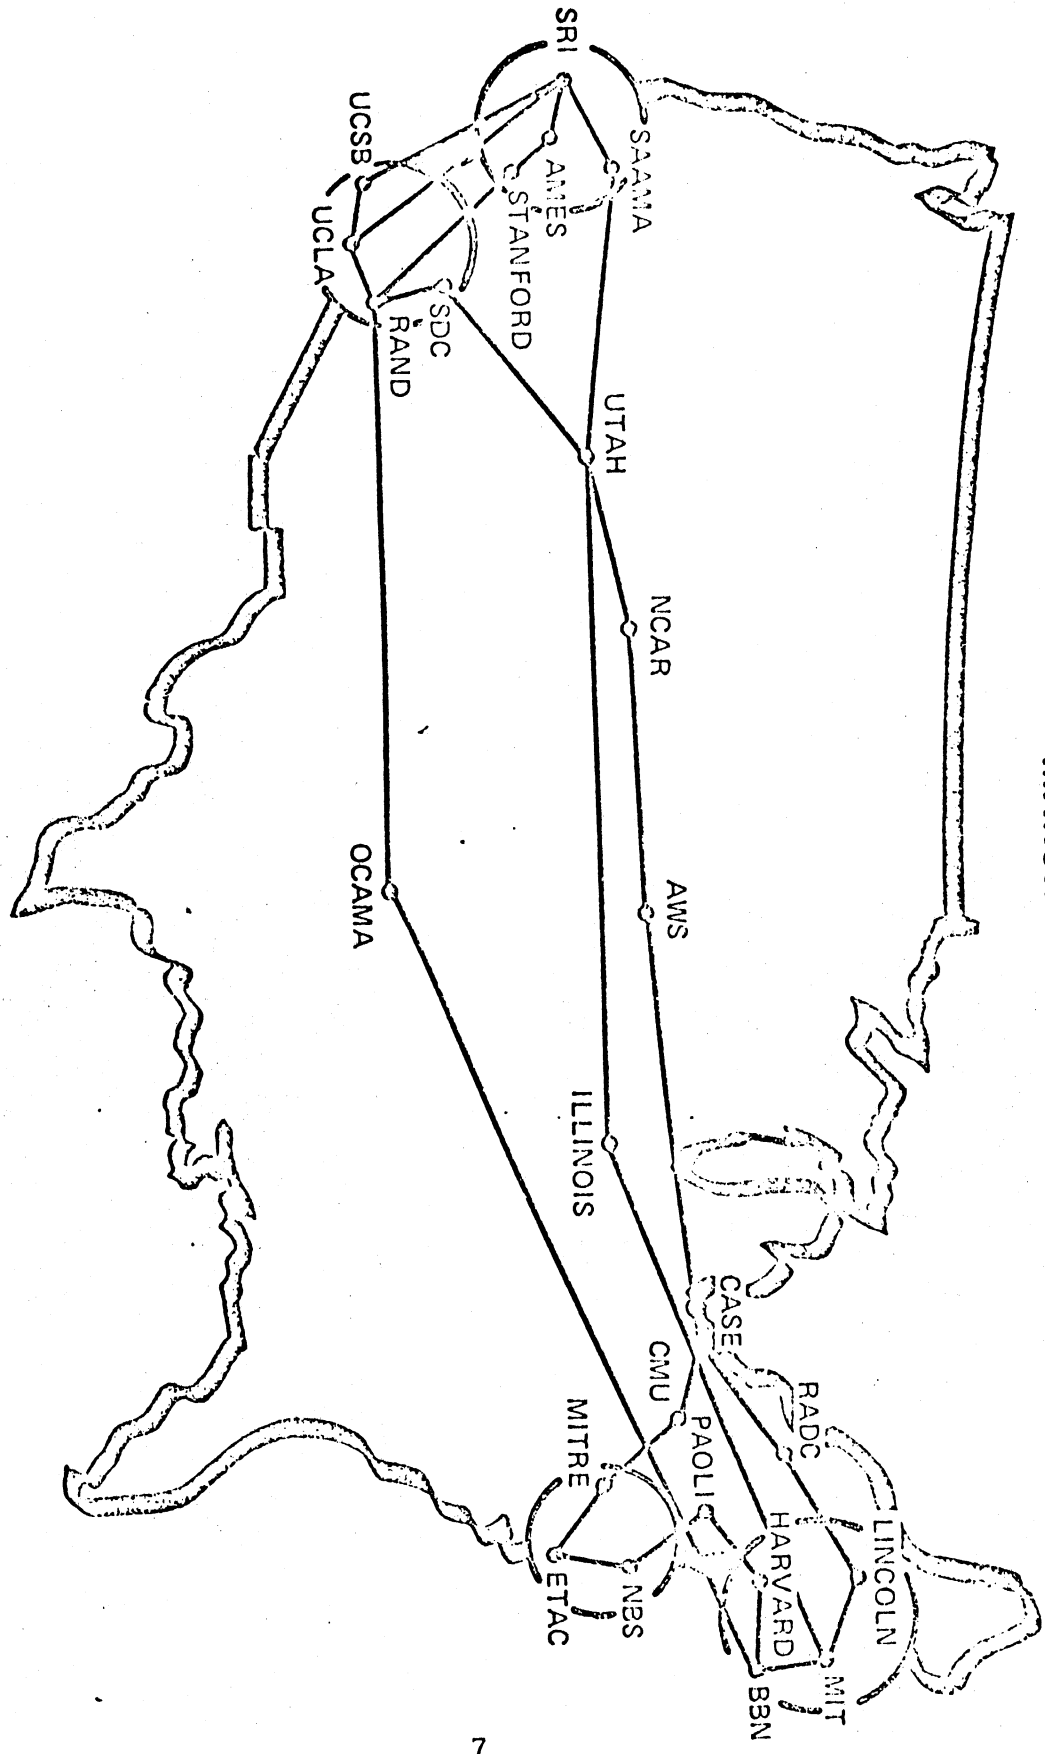 SRI
SAAMA
AMES
STANFORD
UCSB
UCLA
SDC
RAND
UTAH
NCAR
AWS
OCAMA
ILLINOIS
CASE
CMU
RADC
PAOLI
MITRE
LINCOLN
HARVARD
NBS
ETAC
MIT
BBN
7